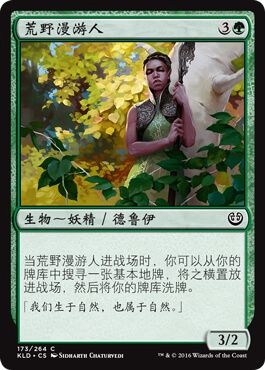 荒野漫游人 3
生物～妖精 / 德鲁伊
当荒野漫游人进战场时，你可以从你的
牌库中搜寻一张基本地牌，将之横置放
进战场，然后将你的牌库洗牌。
「我们生于自然，也属于自然。」
3/2
173/264 C
KLD • CS Sidharth Chaturvedi
™ & © 2016 Wizards of the Coast